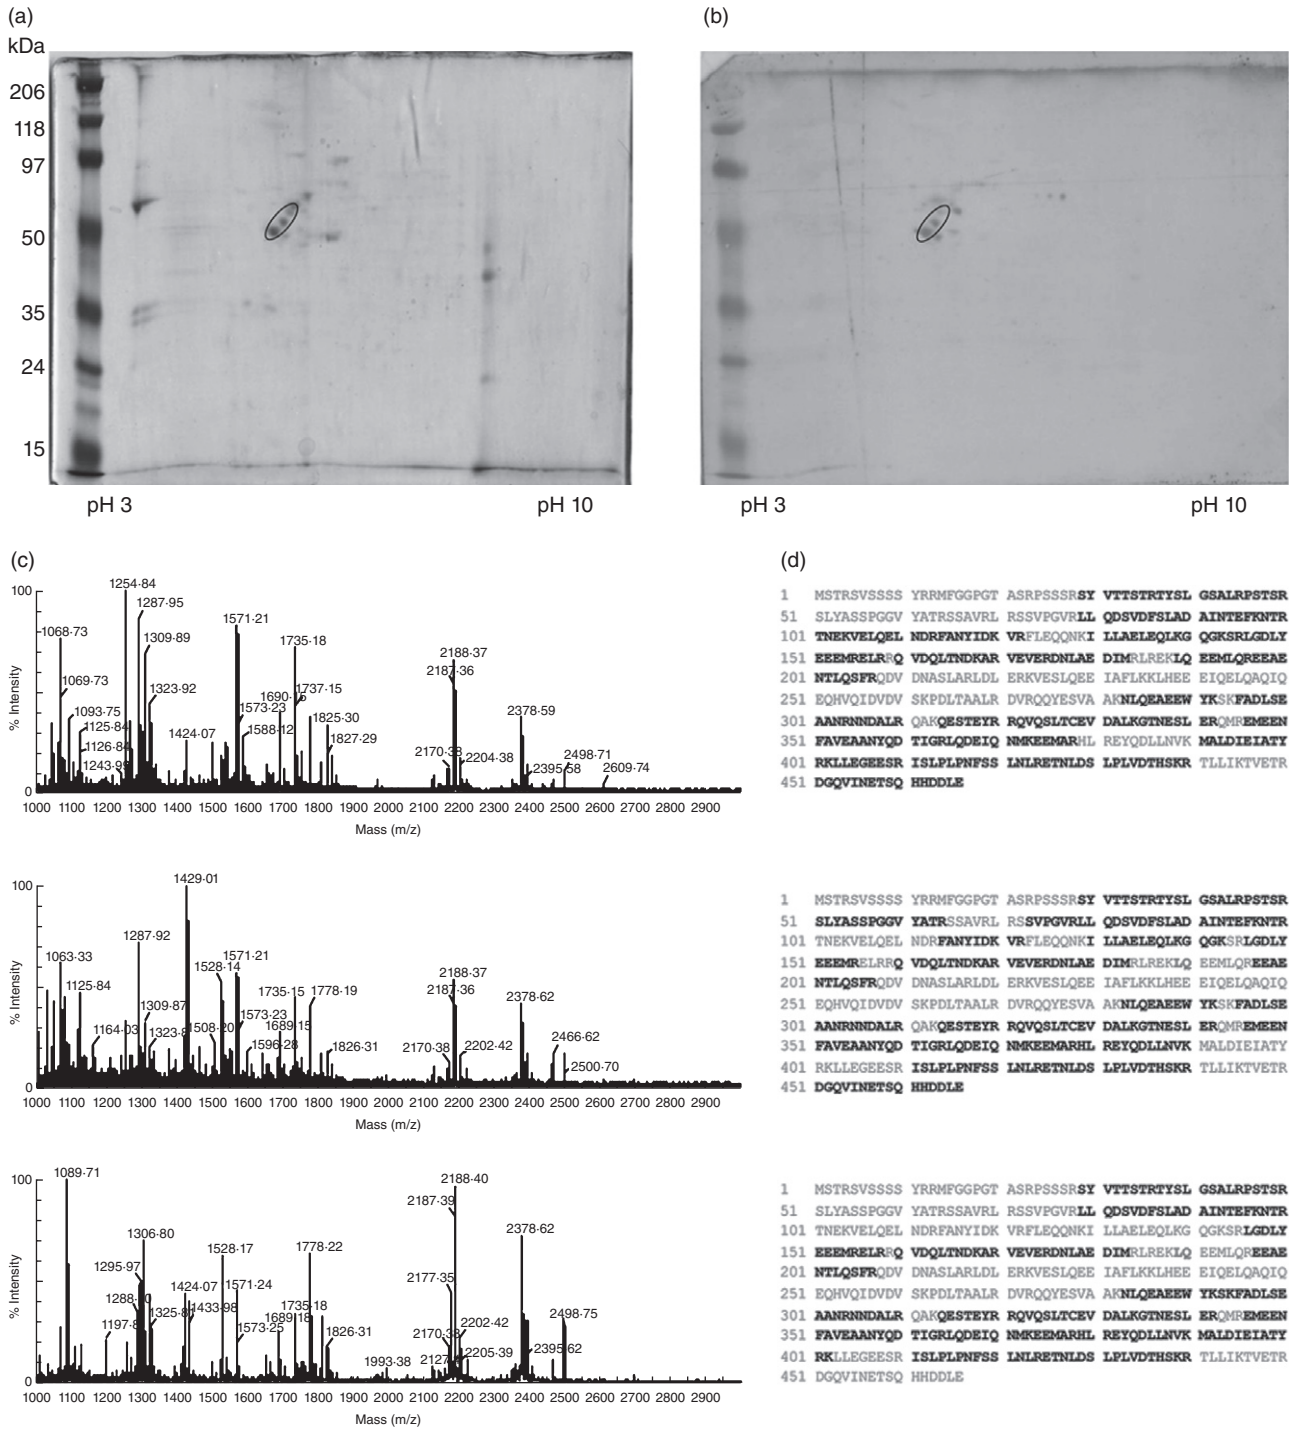 (a)
(b)
kDa
206
118
97
50
35
24
15
pH 3
pH 10
pH 3
pH 10
(c)
(d)
% Intensity
100
0
1254·84
1287·95
1068·73
1309·89
1069·73
1323·92
1093·75
1125·84
1126·84
1243·99
1424·07
1571·21
1573·23
1588·12
1735·18
1737·15
1825·30
1827·29
2188·37
2187·36
2170·38
2204·38
2378·59
2395·58
2498·71
2609·74
1000 1100 1200 1300 1400 1500 1600 1700 1800 1900 2000 2100 2200 2300 2400 2500 2600 2700 2800 2900
Mass (m/z)
1 MSTRSVSSSS YRRMFGGPGT ASRPSSSRSY VTTSTRTYSL GSALRPSTSR
51 SLYASSPGGV YATRSSAVRL RSSVPGVRLL QDSVDFSLAD AINTEFKNTR
101 TNEKVELQEL NDRFANYIDK VRFLEQQNKI LLAELEQLKG QGKSRLGDLY
151 EEEMRELRRQ VDQLTNDKAR VEVERDNLAE DIMRLREKLQ EEMLQREEAE
201 NTLQSFRQDV DNASLARLDL ERKVESLQEE IAFLKKLHEE EIQELQAQIQ
251 EQHVQIDVDV SKPDLTAALR DVRQQYESVA AKNLQEAEEW YKSKFADLSE
301 AANRNNDALR QAKQESTEYR RQVQSLTCEV DALKGTNESL ERQMREMEEN
351 FAVEAANYQD TIGRLQDEIQ NMKEEMARHL REYQDLLNVK MALDIEIATY
401 RKLLEGEESR ISLPLPNFSS LNLRETNLDS LPLVDTHSKR TLLIKTVETR
451 DGQVINETSQ HHDDLE
% Intensity
100
0
1429·01
1287·92
1063·33
1125·84
1309·87
1164·03
1528·14
1571·21
1508·20
1573·23
1596·28
1735·15
1689·15
1778·19
1826·31
2188·37
2187·36
2170·38
2202·42
2378·62
2466·62
2500·70
1000 1100 1200 1300 1400 1500 1600 1700 1800 1900 2000 2100 2200 2300 2400 2500 2600 2700 2800 2900
Mass (m/z)
1 MSTRSVSSSS YRRMFGGPGT ASRPSSSRSY VTTSTRTYSL GSALRPSTSR
51 SLYASSPGGV YATRSSAVRL RSSVPGVRLL QDSVDFSLAD AINTEFKNTR
101 TNEKVELQEL NDRFANYIDK VRFLEQQNKI LLAELEQLKG QGKSRLGDLY
151 EEEMRELRRQ VDQLTNDKAR VEVERDNLAE DIMRLREKLQ EEMLQREEAE
201 NTLQSFRQDV DNASLARLDL ERKVESLQEE IAFLKKLHEE EIQELQAQIQ
251 EQHVQIDVDV SKPDLTAALR DVRQQYESVA AKNLQEAEEW YKSKFADLSE
301 AANRNNDALR QAKQESTEYR RQVQSLTCEV DALKGTNESL ERQMREMEEN
351 FAVEAANYQD TIGRLQDEIQ NMKEEMARHL REYQDLLNVK MALDIEIATY
401 RKLLEGEESR ISLPLPNFSS LNLRETNLDS LPLVDTHSKR TLLIKTVETR
451 DGQVINETSQ HHDDLE
% Intensity
100
0
1089·71
1306·80
1295·97
1424·07
1433·98
1528·17
1571·24
1573·25
1735·18
1778·22
1826·31
1993·38
2188·40
2187·39
2177·35
2202·42
2205·39
2378·62
2395·62
2498·75
1000 1100 1200 1300 1400 1500 1600 1700 1800 1900 2000 2100 2200 2300 2400 2500 2600 2700 2800 2900
Mass (m/z)
1 MSTRSVSSSS YRRMFGGPGT ASRPSSSRSY VTTSTRTYSL GSALRPSTSR
51 SLYASSPGGV YATRSSAVRL RSSVPGVRLL QDSVDFSLAD AINTEFKNTR
101 TNEKVELQEL NDRFANYIDK VRFLEQQNKI LLAELEQLKG QGKSRLGDLY
151 EEEMRELRRQ VDQLTNDKAR VEVERDNLAE DIMRLREKLQ EEMLQREEAE
201 NTLQSFRQDV DNASLARLDL ERKVESLQEE IAFLKKLHEE EIQELQAQIQ
251 EQHVQIDVDV SKPDLTAALR DVRQQYESVA AKNLQEAEEW YKSKFADLSE
301 AANRNNDALR QAKQESTEYR RQVQSLTCEV DALKGTNESL ERQMREMEEN
351 FAVEAANYQD TIGRLQDEIQ NMKEEMARHL REYQDLLNVK MALDIEIATY
401 RKLLEGEESR ISLPLPNFSS LNLRETNLDS LPLVDTHSKR TLLIKTVETR
451 DGQVINETSQ HHDDLE